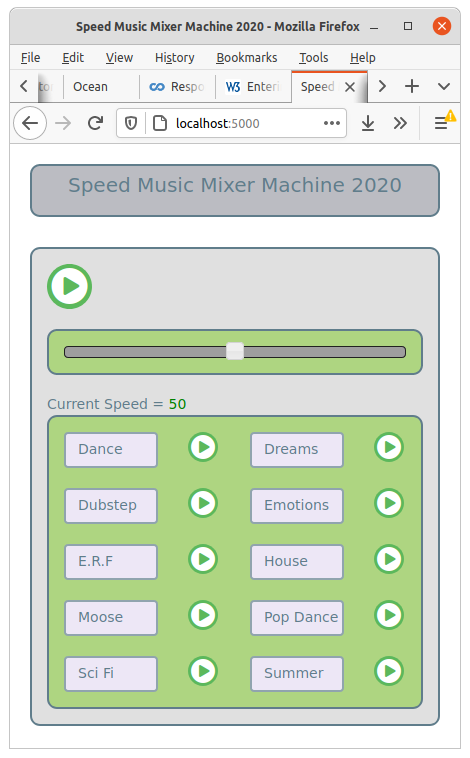 Speed Music Mixer Machine 2020 - Mozilla Firefox
File Edit View History Bookmarks Tools Help
Ocean Respo W3 Enterin Speed
localhost:5000
Speed Music Mixer Machine 2020
Current Speed = 50
Dance Dreams
Dubstep Emotions
E.R.F House
Moose Pop Dance
Sci Fi Summer